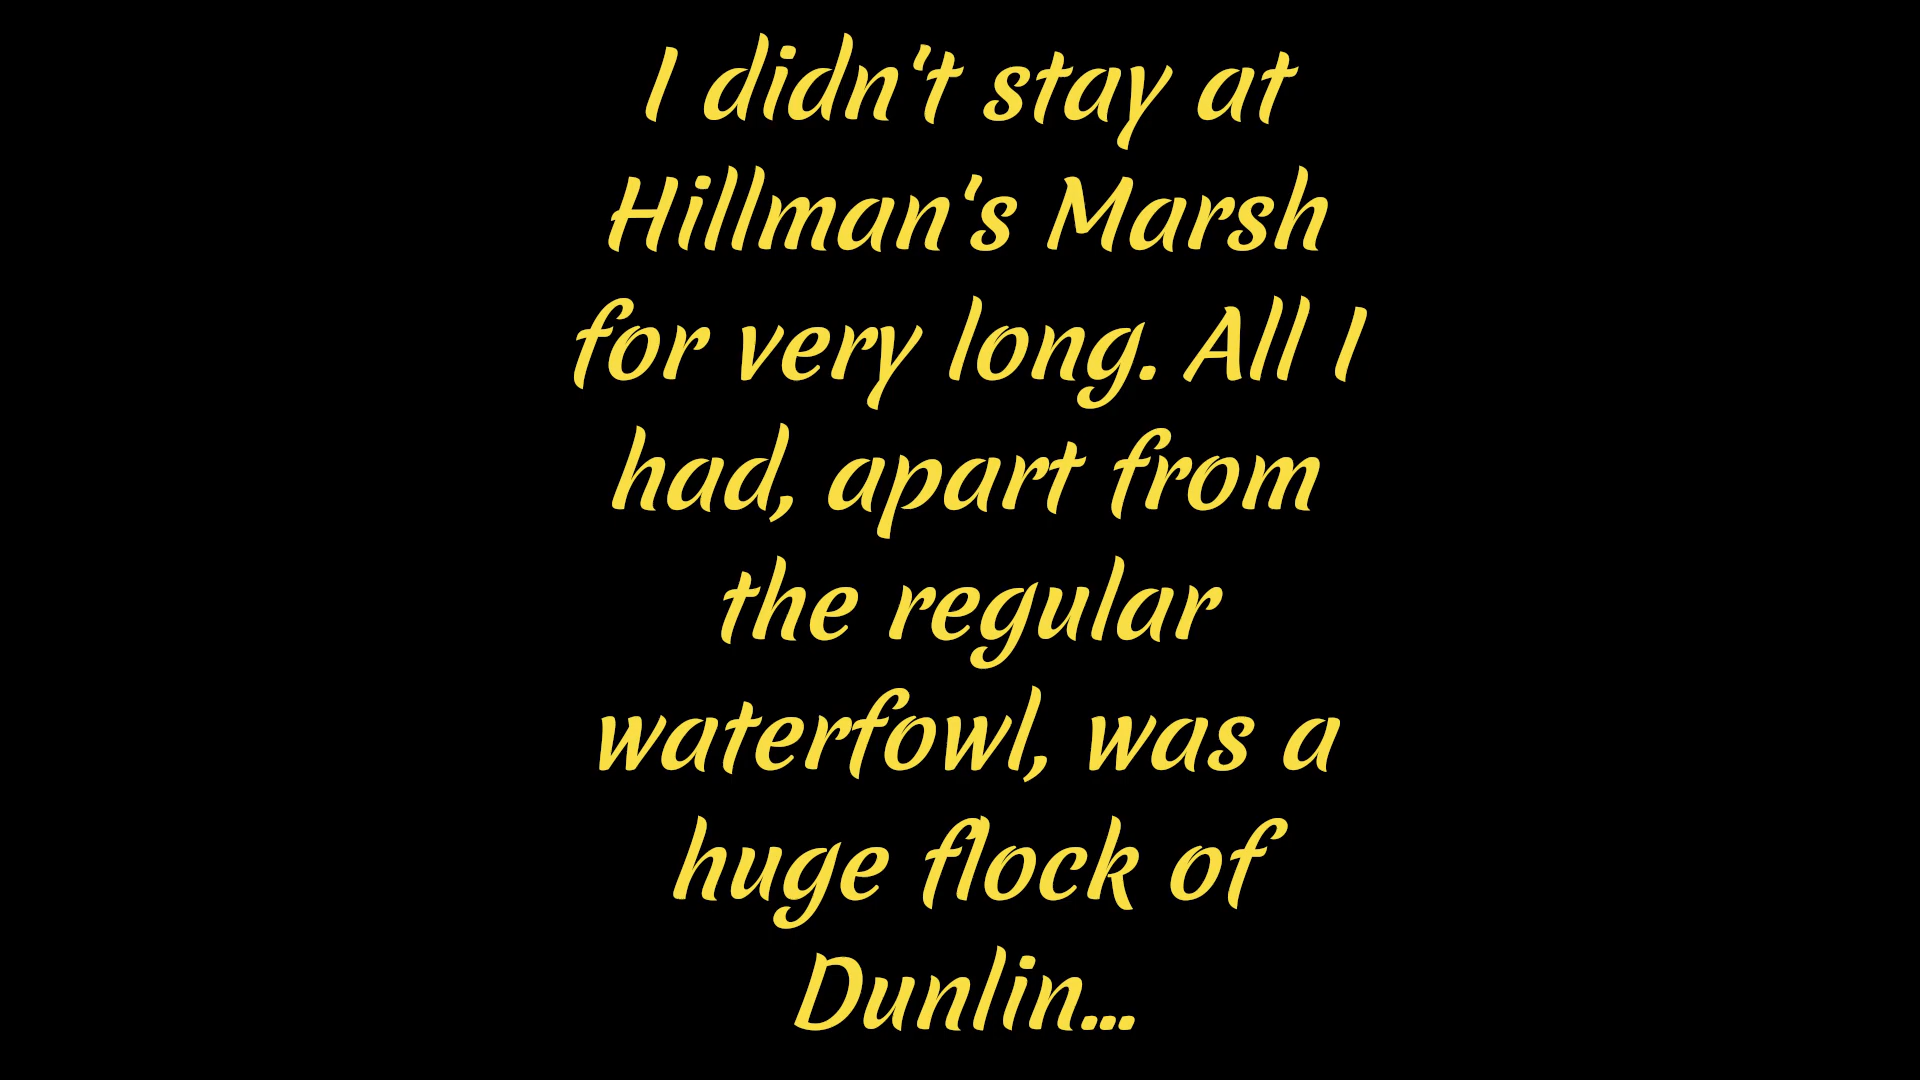 I didn't stay at
Hillman's Marsh
for very long. All I
had, apart from
the regular
waterfowl, was a
huge flock of
Dunlin...